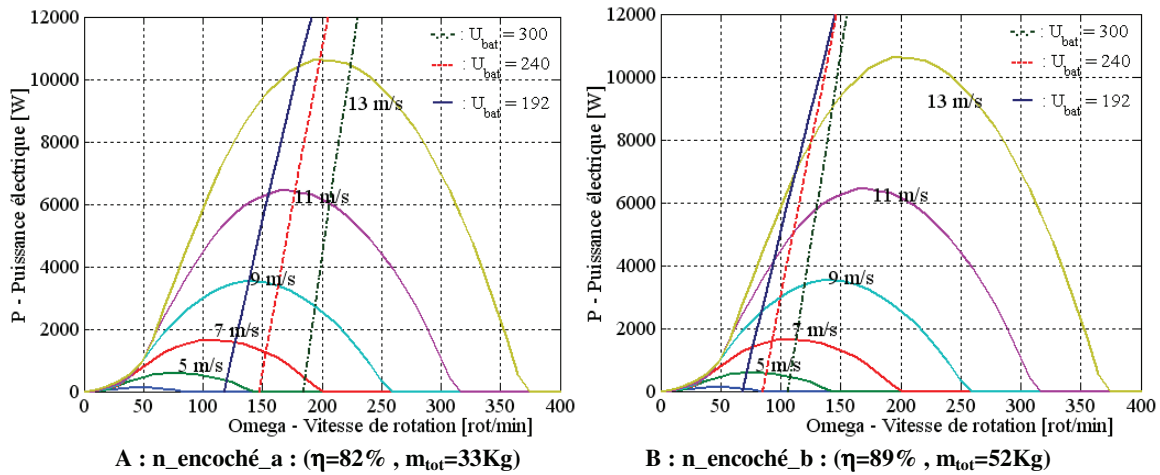 12000
10000
8000
6000
4000
2000
0
P - Puissance électrique [W]
: U_bat = 300
: U_bat = 240
: U_bat = 192
13 m/s
11 m/s
9 m/s
7 m/s
5 m/s
0 50 100 150 200 250 300 350 400
Omega - Vitesse de rotation [rot/min]
A : n_encoché_a : (η=82% , m_tot=33Kg)
12000
10000
8000
6000
4000
2000
0
P - Puissance électrique [W]
: U_bat = 300
: U_bat = 240
: U_bat = 192
13 m/s
11 m/s
9 m/s
7 m/s
5 m/s
0 50 100 150 200 250 300 350 400
Omega - Vitesse de rotation [rot/min]
B : n_encoché_b : (η=89% , m_tot=52Kg)